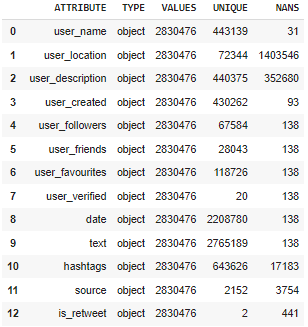 ATTRIBUTE TYPE VALUES UNIQUE NANS
0 user_name object 2830476 443139 31
1 user_location object 2830476 72344 1403546
2 user_description object 2830476 440375 352680
3 user_created object 2830476 430262 93
4 user_followers object 2830476 67584 138
5 user_friends object 2830476 28043 138
6 user_favourites object 2830476 118726 138
7 user_verified object 2830476 20 138
8 date object 2830476 2208780 138
9 text object 2830476 2765189 138
10 hashtags object 2830476 643626 17183
11 source object 2830476 2152 3754
12 is_retweet object 2830476 2 441